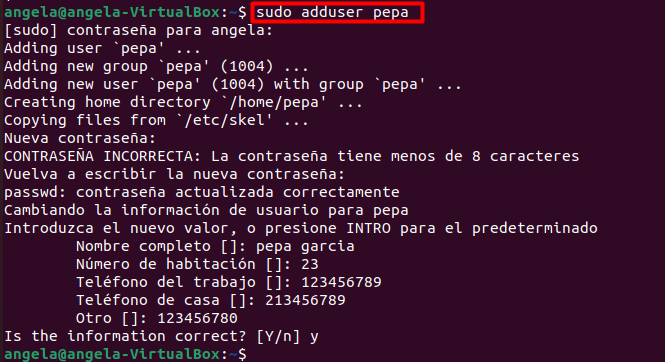 angela@angela-VirtualBox:~$ sudo adduser pepa
[sudo] contraseña para angela:
Adding user `pepa' ...
Adding new group `pepa' (1004) ...
Adding new user `pepa' (1004) with group `pepa' ...
Creating home directory `/home/pepa' ...
Copying files from `/etc/skel' ...
Nueva contraseña:
CONTRASEÑA INCORRECTA: La contraseña tiene menos de 8 caracteres
Vuelva a escribir la nueva contraseña:
passwd: contraseña actualizada correctamente
Cambiando la información de usuario para pepa
Introduzca el nuevo valor, o presione INTRO para el predeterminado
Nombre completo []: pepa garcia
Número de habitación []: 23
Teléfono del trabajo []: 123456789
Teléfono de casa []: 213456789
Otro []: 123456780
Is the information correct? [Y/n] y
angela@angela-VirtualBox:~$